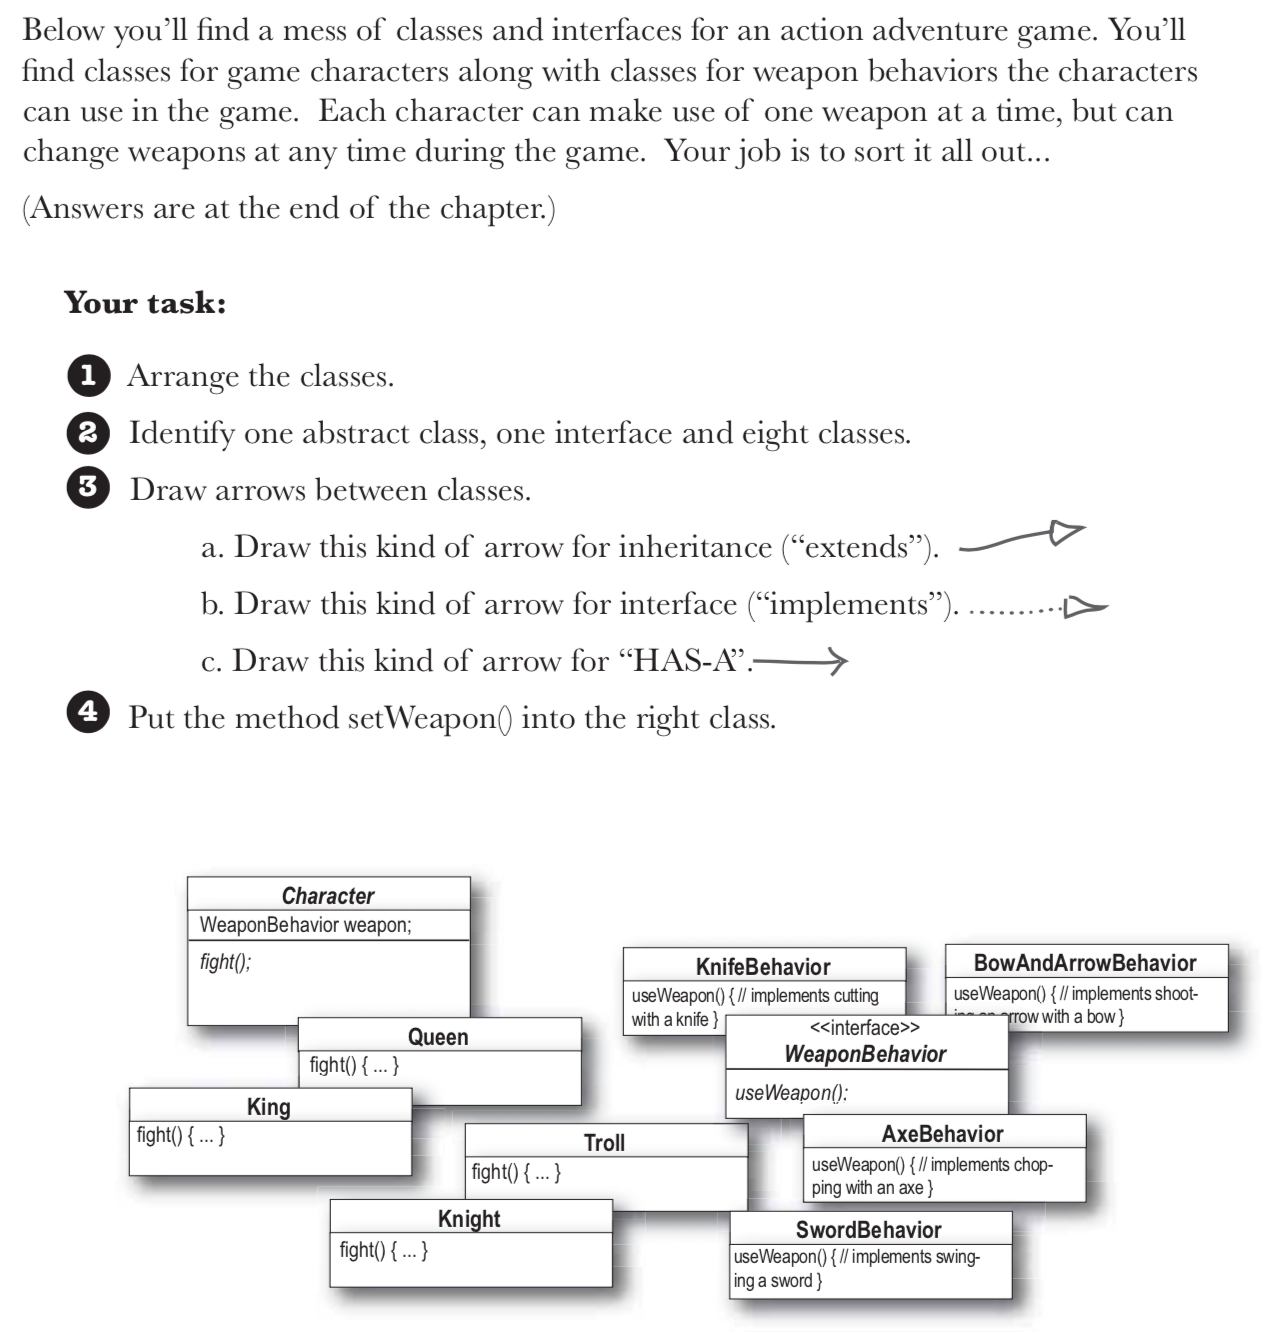 Below you’ll find a mess of classes and interfaces for an action adventure game. You’ll
find classes for game characters along with classes for weapon behaviors the characters
can use in the game. Each character can make use of one weapon at a time, but can
change weapons at any time during the game. Your job is to sort it all out...
(Answers are at the end of the chapter.)
Your task:
1 Arrange the classes.
2 Identify one abstract class, one interface and eight classes.
3 Draw arrows between classes.
a. Draw this kind of arrow for inheritance (“extends”).
b. Draw this kind of arrow for interface (“implements”).
c. Draw this kind of arrow for “HAS-A”.
4 Put the method setWeapon() into the right class.
Character
WeaponBehavior weapon;
fight();
Queen
fight() { ... }
King
fight() { ... }
Troll
fight() { ... }
Knight
fight() { ... }
KnifeBehavior
useWeapon() { // implements cutting
with a knife }
BowAndArrowBehavior
useWeapon() { // implements shoot-
ing an arrow with a bow }
<<interface>>
WeaponBehavior
useWeapon();
AxeBehavior
useWeapon() { // implements chop-
ping with an axe }
SwordBehavior
useWeapon() { // implements swing-
ing a sword }